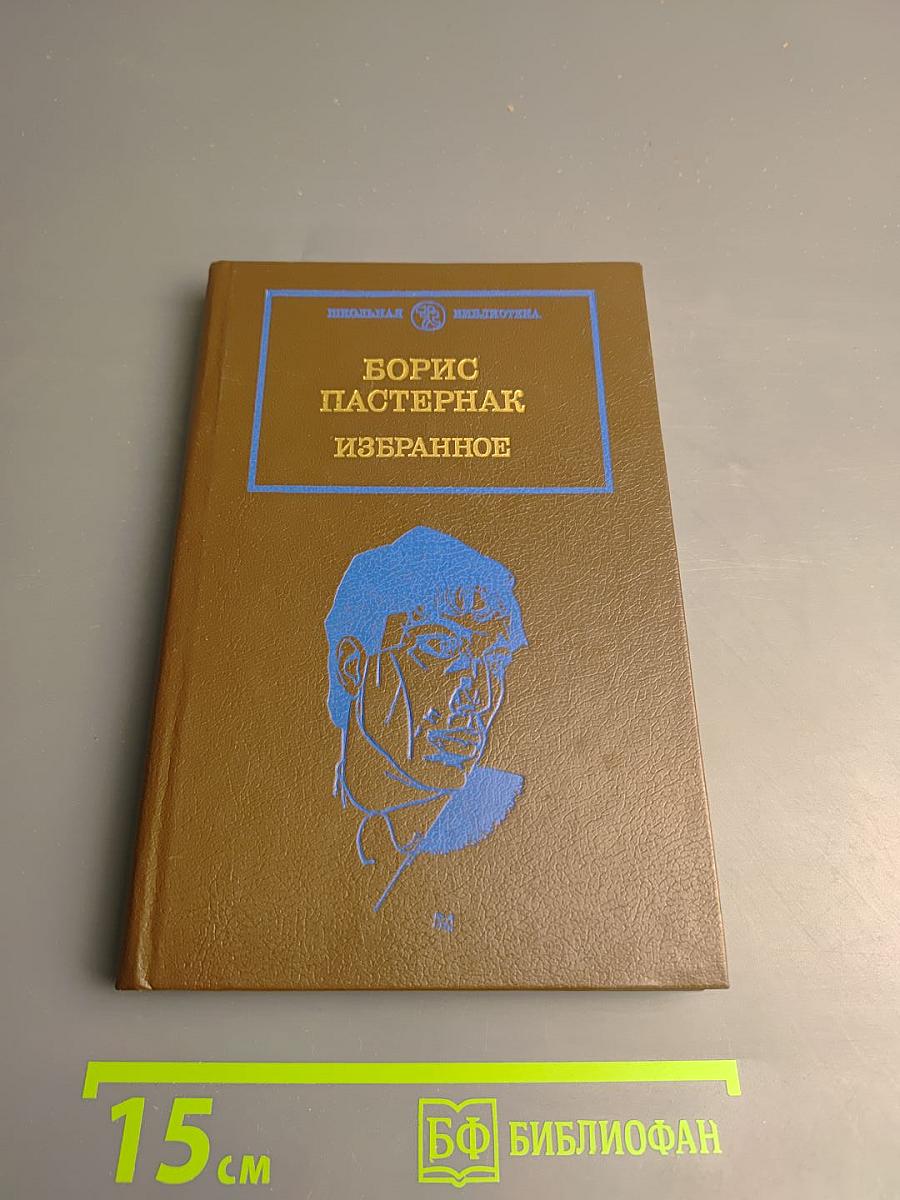 ШКОЛЬНАЯ БИБЛИОТЕКА
БОРИС
ПАСТЕРНАК
ИЗБРАННОЕ
15 см
БФ БИБЛИОФАН